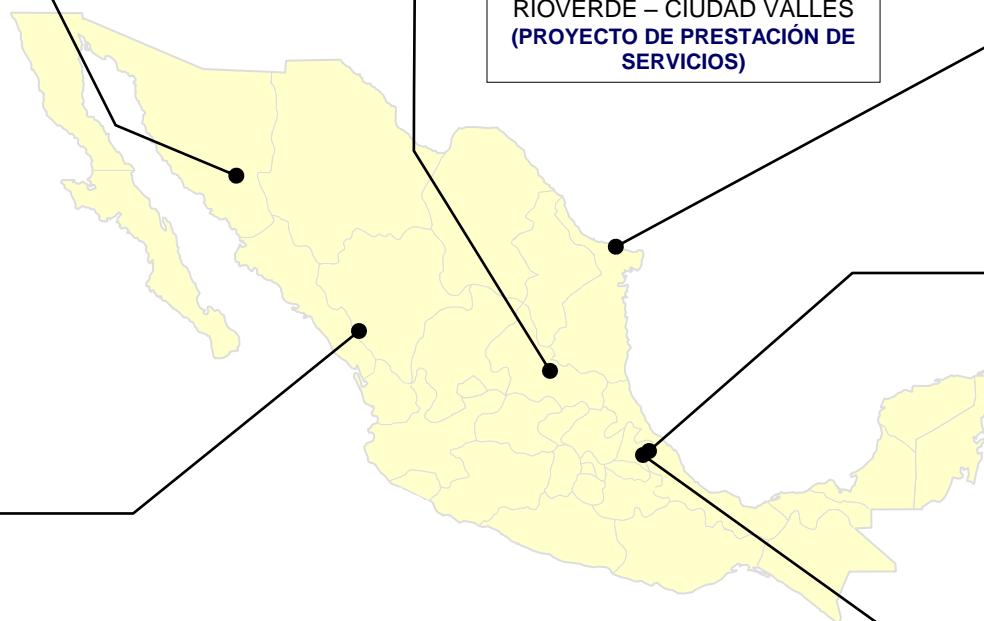 RIOVERDE – CIUDAD VALLES
(PROYECTO DE PRESTACIÓN DE
SERVICIOS)